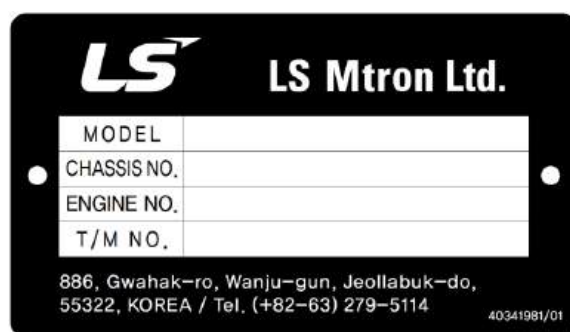 LS LS Mtron Ltd.
MODEL
CHASSIS NO.
ENGINE NO.
T/M NO.
886, Gwahak-ro, Wanju-gun, Jeollabuk-do,
55322, KOREA / Tel. (+82-63) 279-5114
40341981/01